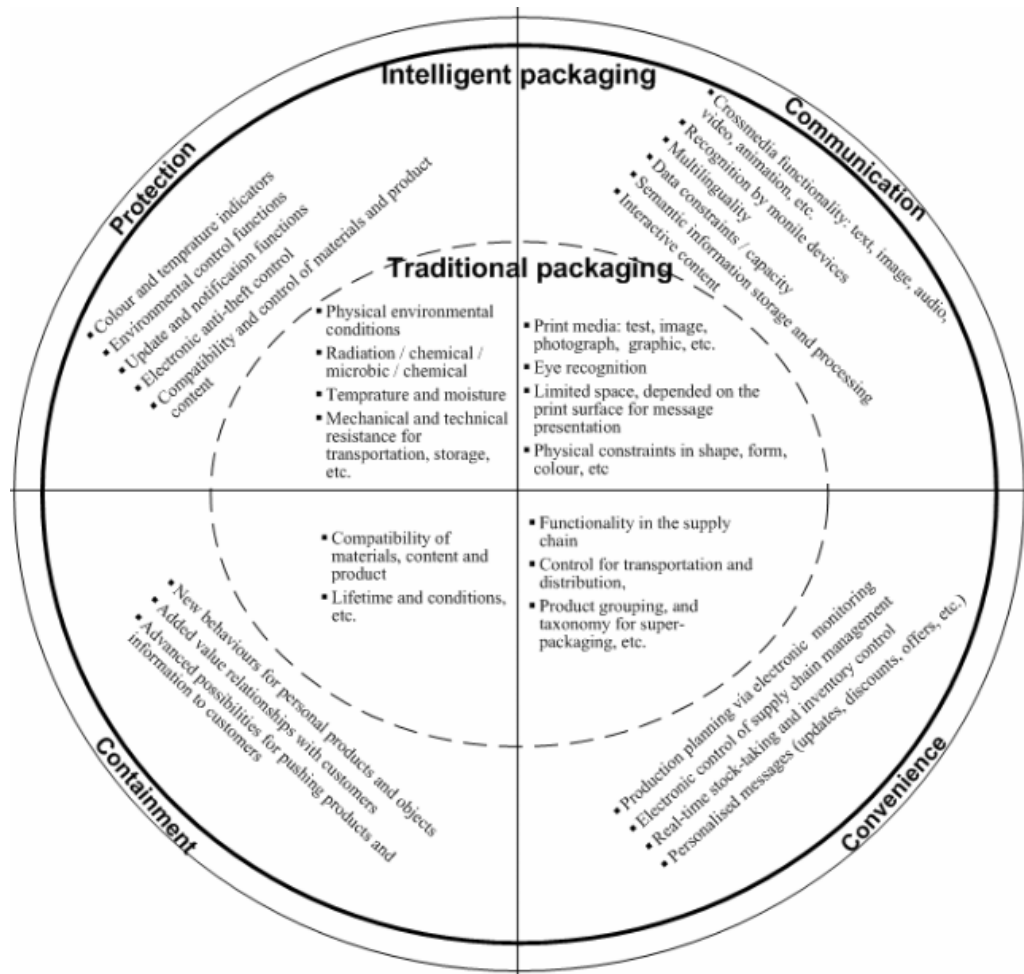 Intelligent packaging
Protection
▪ Colour and temprature indicators
▪ Environmental control functions
▪ Update and notification functions
▪ Electronic anti-theft control
▪ Compatibility and control of materials and product
content
Communication
▪ Crossmedia functionality: text, image, audio,
video, animation, etc.
▪ Recognition by monile devices
▪ Multilinguality
▪ Data constraints / capacity
▪ Semantic information storage and processing
▪ Interactive content
Traditional packaging
▪ Physical environmental
conditions
▪ Radiation / chemical /
microbic / chemical
▪ Temprature and moisture
▪ Mechanical and technical
resistance for
transportation, storage,
etc.
▪ Print media: test, image,
photograph, graphic, etc.
▪ Eye recognition
▪ Limited space, depended on the
print surface for message
presentation
▪ Physical constraints in shape, form,
colour, etc
▪ Compatibility of
materials, content and
product
▪ Lifetime and conditions,
etc.
▪ Functionality in the supply
chain
▪ Control for transportation and
distribution,
▪ Product grouping, and
taxonomy for super-
packaging, etc.
▪ New behaviours for personal products and objects
▪ Added value relationships with customers
▪ Advanced possibilities for pushing products and
information to customers
Containment
▪ Production planning via electronic monitoring
▪ Electronic control of supply chain management
▪ Real-time stock-taking and inventory control
▪ Personalised messages (updates, discounts, offers, etc.)
Convenience